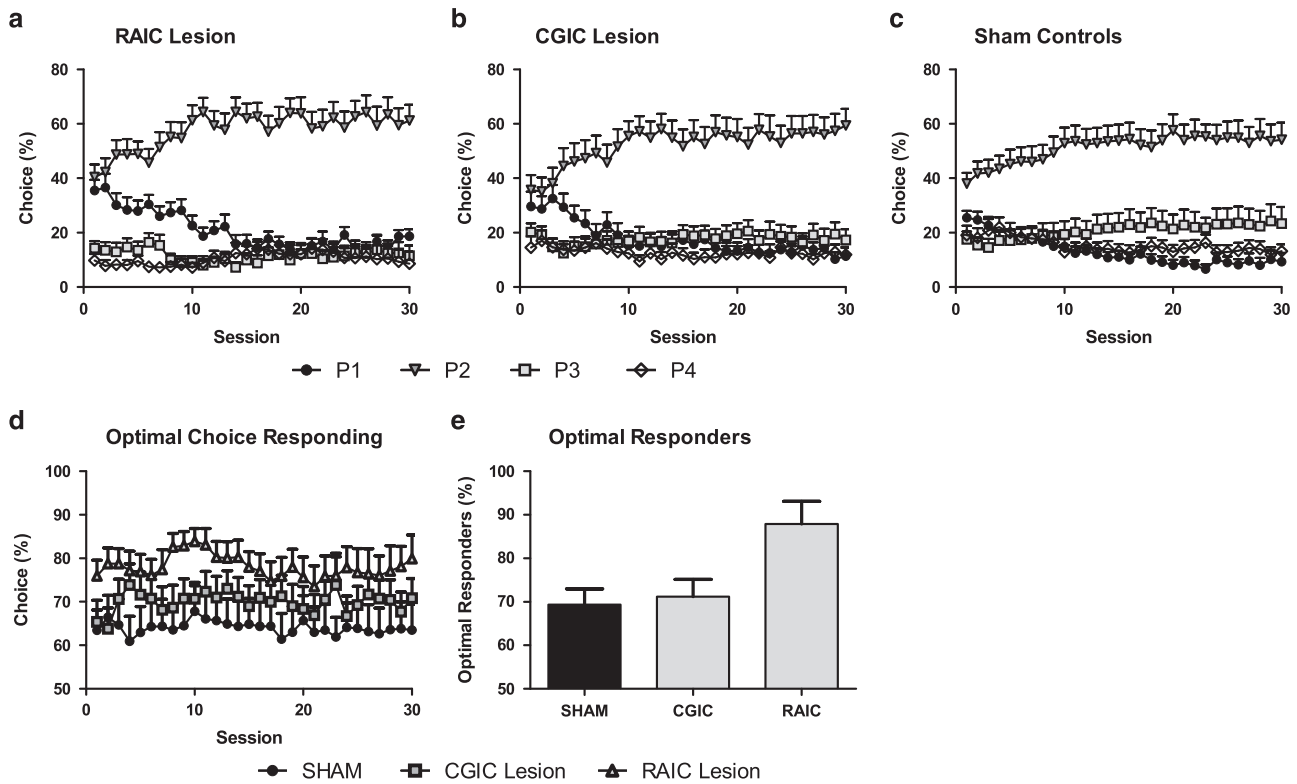 a
RAIC Lesion
80
60
40
20
0
Choice (%)
0 10 20 30
Session
b
CGIC Lesion
80
60
40
20
0
Choice (%)
0 10 20 30
Session
c
Sham Controls
80
60
40
20
0
Choice (%)
0 10 20 30
Session
P1 P2 P3 P4
d
Optimal Choice Responding
100
90
80
70
60
50
Choice (%)
0 10 20 30
Session
SHAM CGIC Lesion RAIC Lesion
e
Optimal Responders
100
90
80
70
60
50
Optimal Responders (%)
SHAM CGIC RAIC